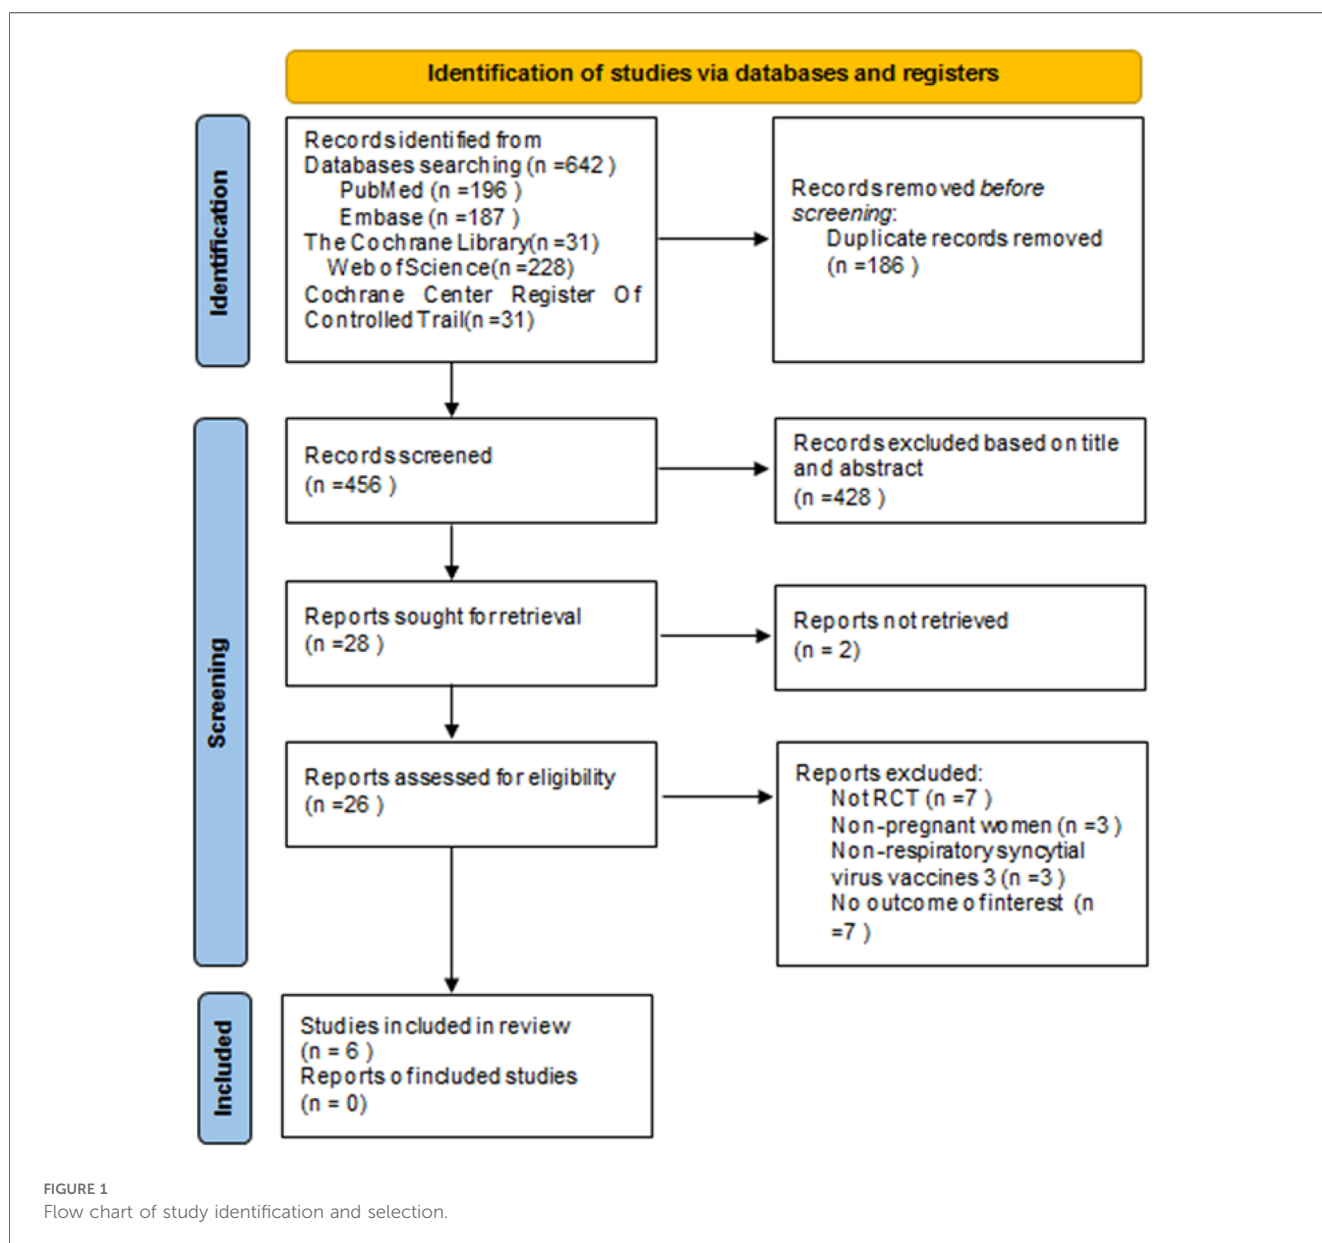 Identification of studies via databases and registers
Identification
Records identified from
Databases searching (n =642 )
PubMed (n =196 )
Embase (n =187 )
The Cochrane Library(n =31)
Web of Science(n =228)
Cochrane Center Register Of
Controlled Trail(n =31)
Records removed before
screening:
Duplicate records removed
(n =186 )
Screening
Records screened
(n =456 )
Records excluded based on title
and abstract
(n =428 )
Reports sought for retrieval
(n =28 )
Reports not retrieved
(n = 2)
Reports assessed for eligibility
(n =26 )
Reports excluded:
Not RCT (n =7 )
Non-pregnant women (n =3 )
Non-respiratory syncytial
virus vaccines 3 (n =3 )
No outcome of interest (n
=7 )
Included
Studies included in review
(n = 6 )
Reports of included studies
(n = 0)
FIGURE 1
Flow chart of study identification and selection.